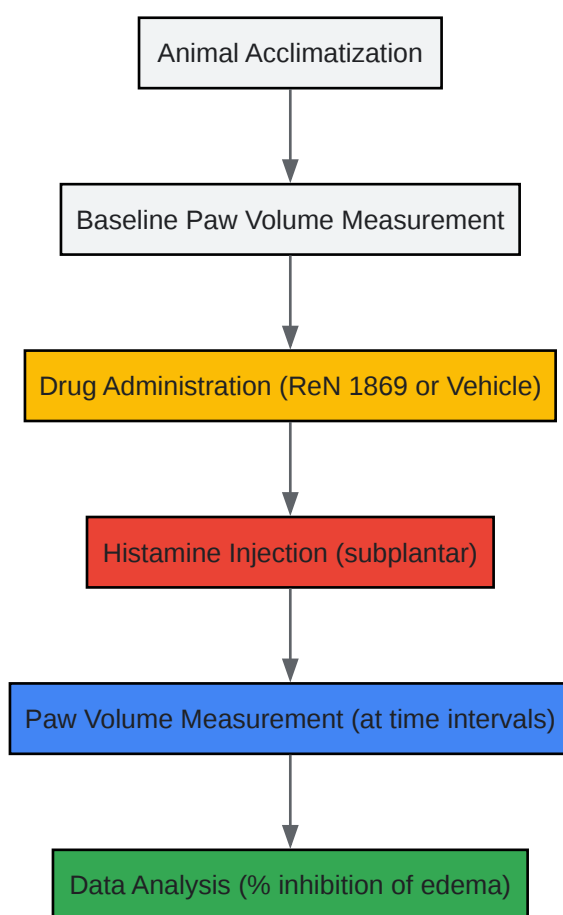 Animal Acclimatization
Baseline Paw Volume Measurement
Drug Administration (ReN 1869 or Vehicle)
Histamine Injection (subplantar)
Paw Volume Measurement (at time intervals)
Data Analysis (% inhibition of edema)